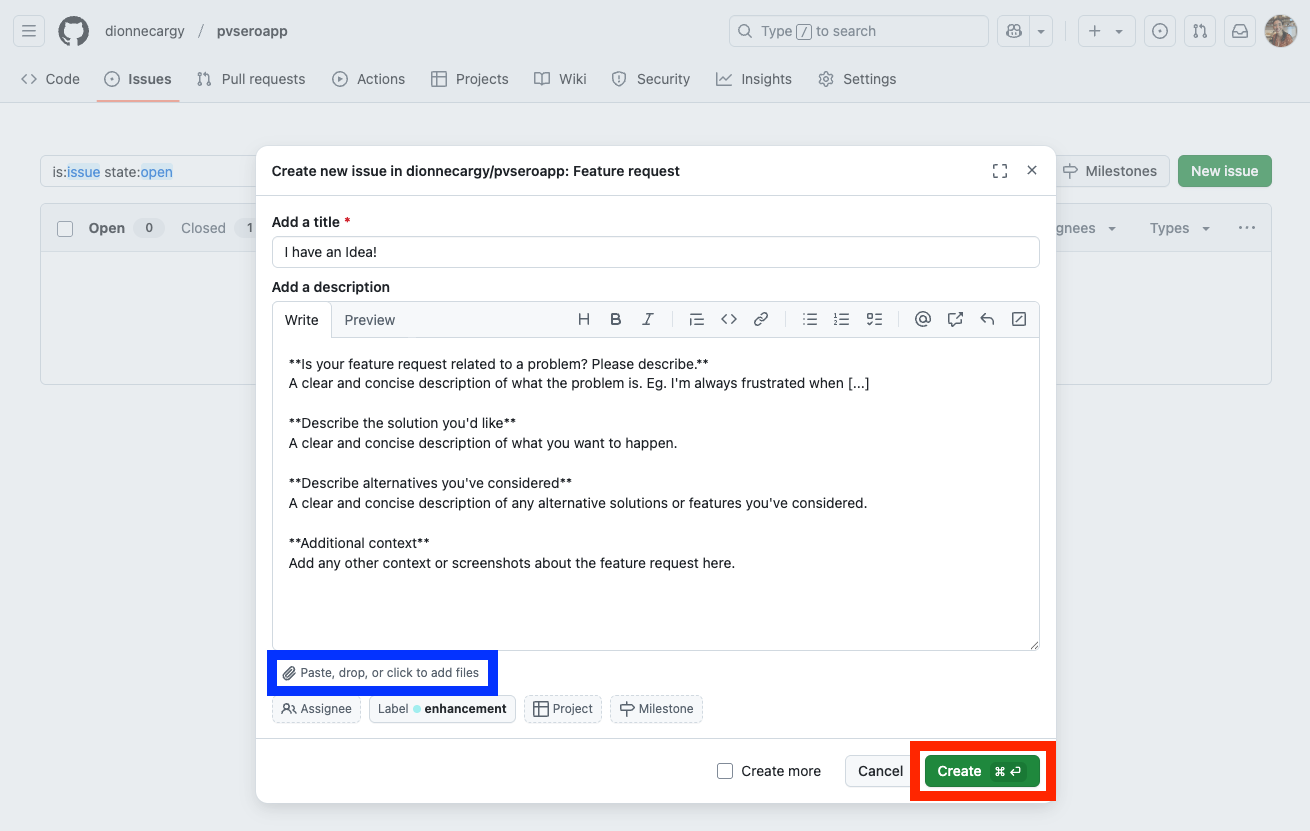 dionnecargy / pvseroapp
Type / to search
Code
Issues
Pull requests
Actions
Projects
Wiki
Security
Insights
Settings
is:issue state:open
Milestones
New issue
Open 0 Closed 1
gnees
Types
Create new issue in dionnecargy/pvseroapp: Feature request
Add a title *
I have an Idea!
Add a description
Write
Preview
**Is your feature request related to a problem? Please describe.**
A clear and concise description of what the problem is. Eg. I'm always frustrated when [...]
**Describe the solution you'd like**
A clear and concise description of what you want to happen.
**Describe alternatives you've considered**
A clear and concise description of any alternative solutions or features you've considered.
**Additional context**
Add any other context or screenshots about the feature request here.
Paste, drop, or click to add files
Assignee
Label enhancement
Project
Milestone
Create more
Cancel
Create ⌘ ↵